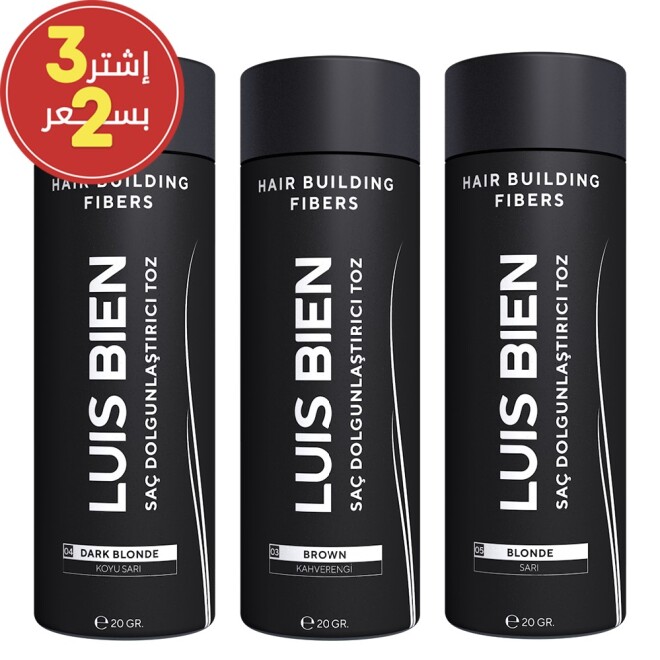 إشتر 3
بسعر 2
HAIR BUILDING
FIBERS
LUIS BIEN
SAÇ DOLGUNLAŞTIRICI TOZ
04 DARK BLONDE
KOYU SARI
℮ 20 GR.
HAIR BUILDING
FIBERS
LUIS BIEN
SAÇ DOLGUNLAŞTIRICI TOZ
03 BROWN
KAHVERENGİ
℮ 20 GR.
HAIR BUILDING
FIBERS
LUIS BIEN
SAÇ DOLGUNLAŞTIRICI TOZ
05 BLONDE
SARI
℮ 20 GR.